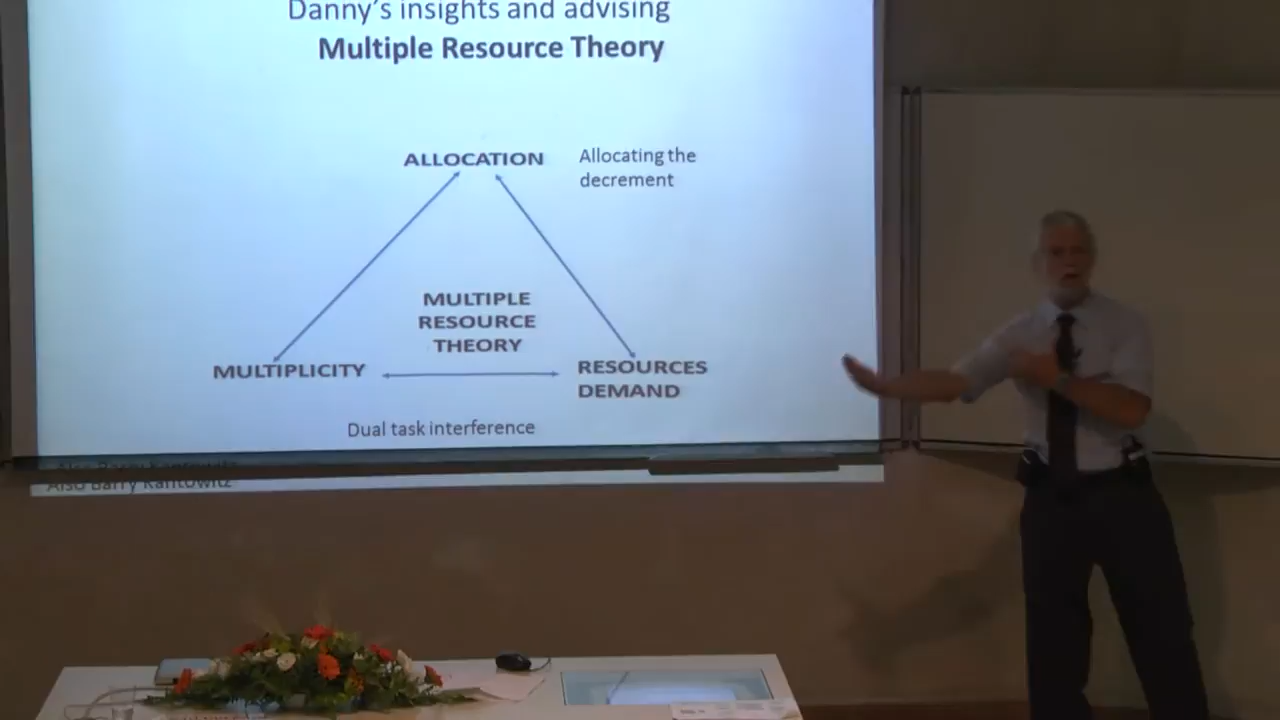 Danny's insights and advising
Multiple Resource Theory
ALLOCATION
Allocating the
decrement
MULTIPLE
RESOURCE
THEORY
MULTIPLICITY
RESOURCES
DEMAND
Dual task interference
Also Barry Kantowitz